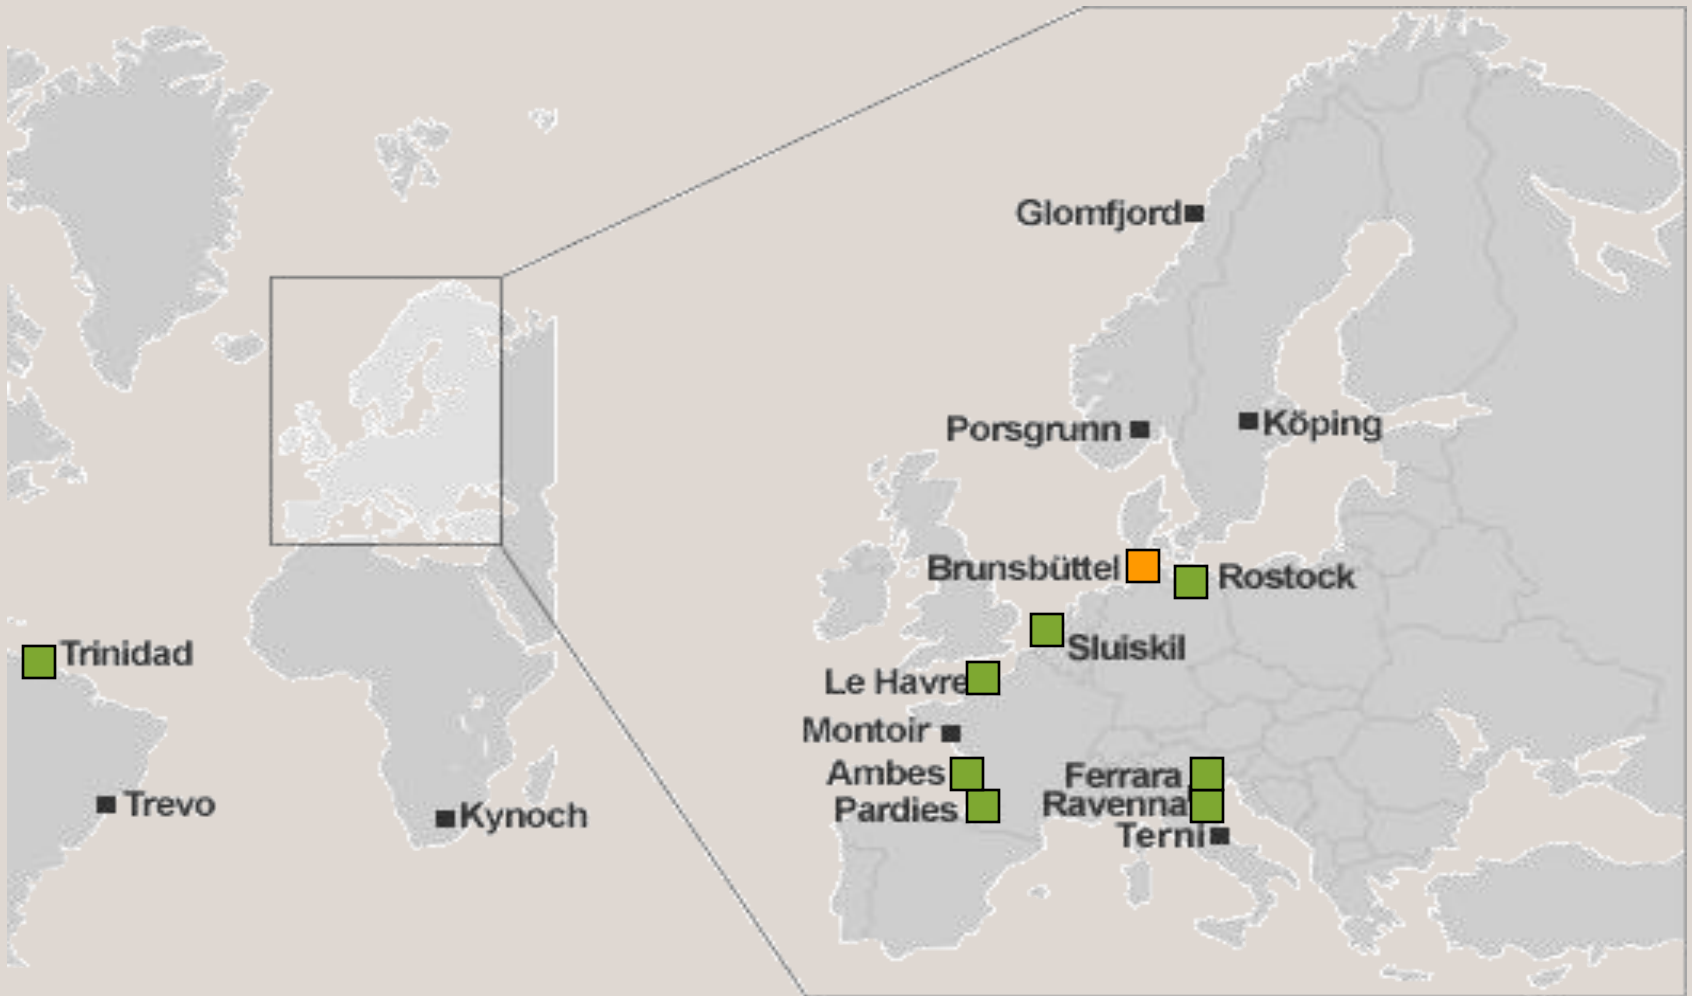 Glomfjord
Porsgrunn
Köping
Brunsbüttel
Rostock
Sluiskil
Trinidad
Le Havre
Montoir
Ambes
Ferrara
Pardies
Ravenna
Trevo
Kynoch
Terni